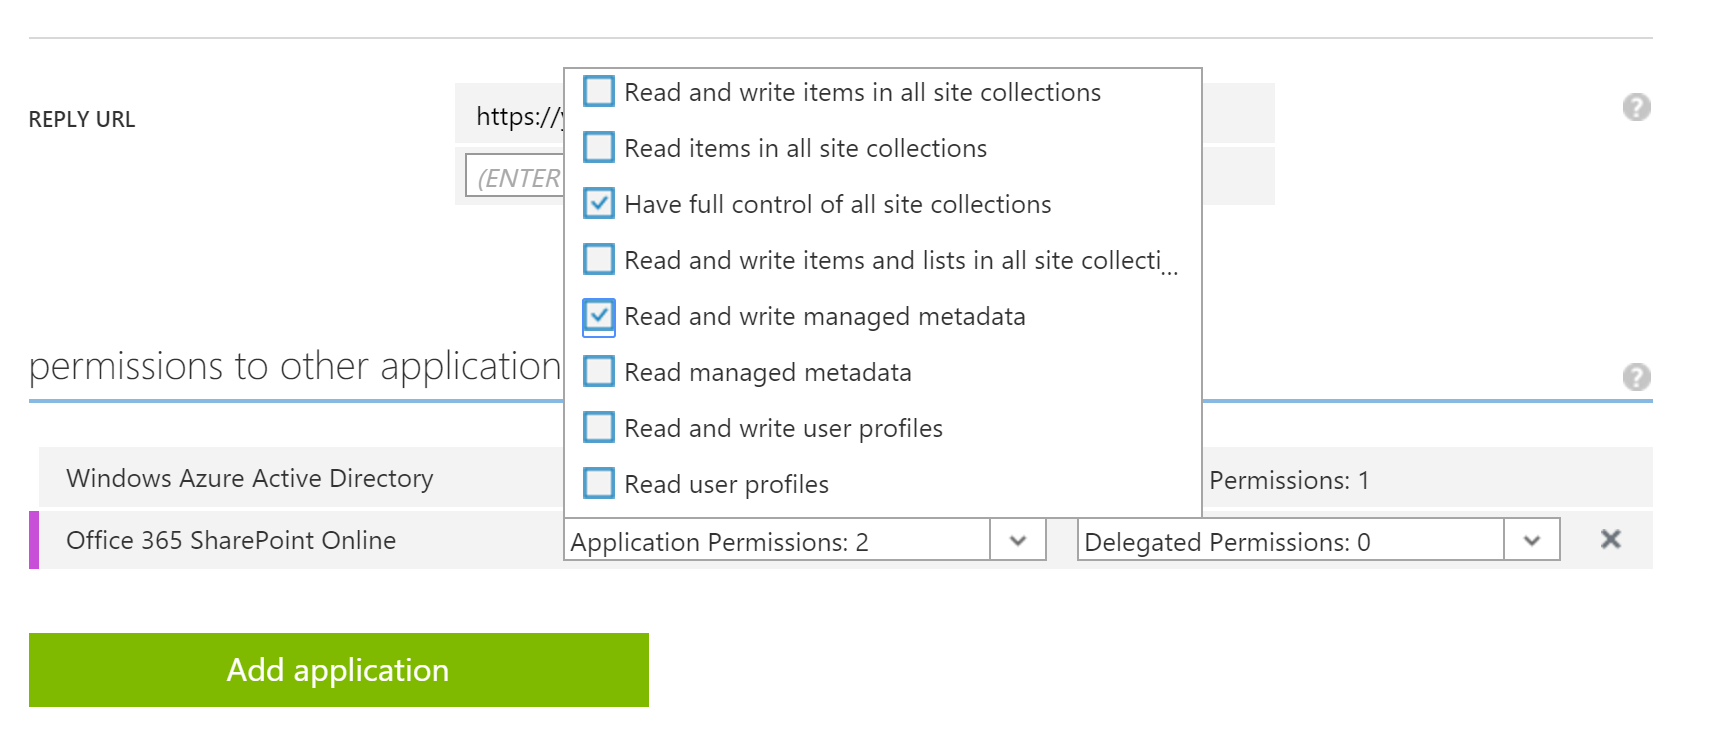 REPLY URL
https://
(ENTER
Read and write items in all site collections
Read items in all site collections
Have full control of all site collections
Read and write items and lists in all site collecti...
Read and write managed metadata
Read managed metadata
Read and write user profiles
Read user profiles
permissions to other application
Windows Azure Active Directory
Permissions: 1
Office 365 SharePoint Online
Application Permissions: 2
Delegated Permissions: 0
Add application